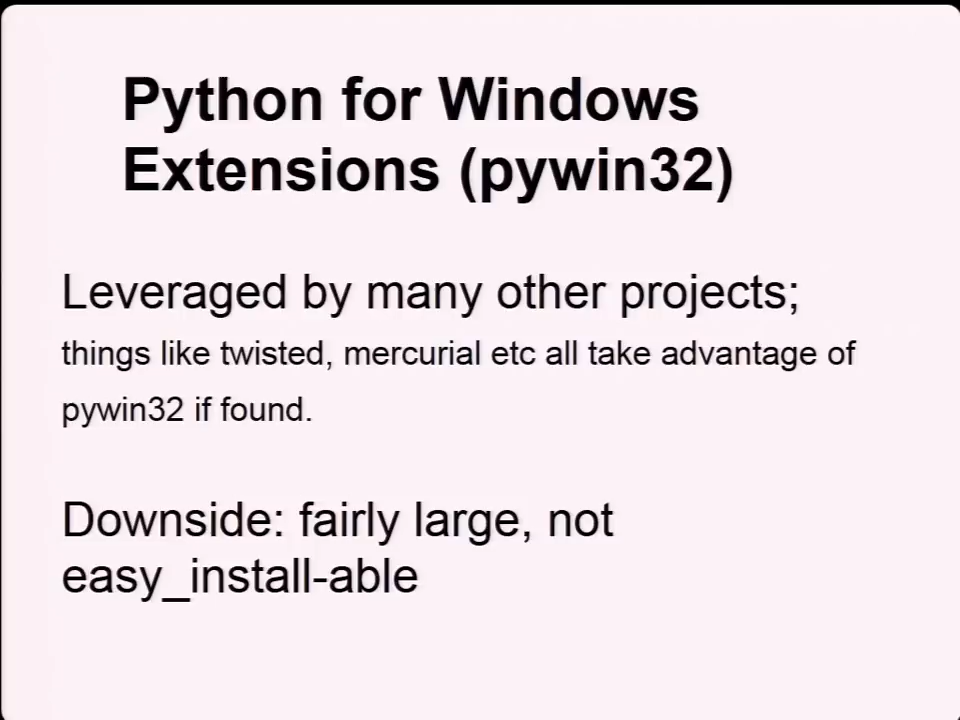 Python for Windows
Extensions (pywin32)
Leveraged by many other projects;
things like twisted, mercurial etc all take advantage of
pywin32 if found.
Downside: fairly large, not
easy_install-able